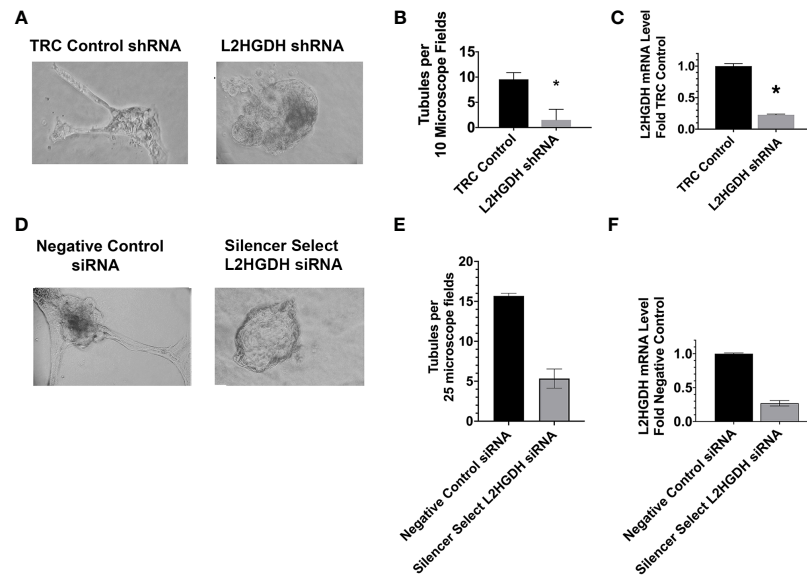 A
TRC Control shRNA
L2HGDH shRNA
B
Tubules per
10 Microscope Fields
15
10
5
0
*
TRC Control
L2HGDH shRNA
C
L2HGDH mRNA Level
Fold TRC Control
1.0
0.5
0.0
*
TRC Control
L2HGDH shRNA
D
Negative Control
siRNA
Silencer Select
L2HGDH siRNA
E
Tubules per
25 microscope fields
20
15
10
5
0
Negative Control siRNA
Silencer Select L2HGDH siRNA
F
L2HGDH mRNA Level
Fold Negative Control
1.0
0.5
0.0
Negative Control siRNA
Silencer Select L2HGDH siRNA